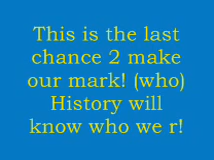 This is the last
chance 2 make
our mark! (who)
History will
know who we r!